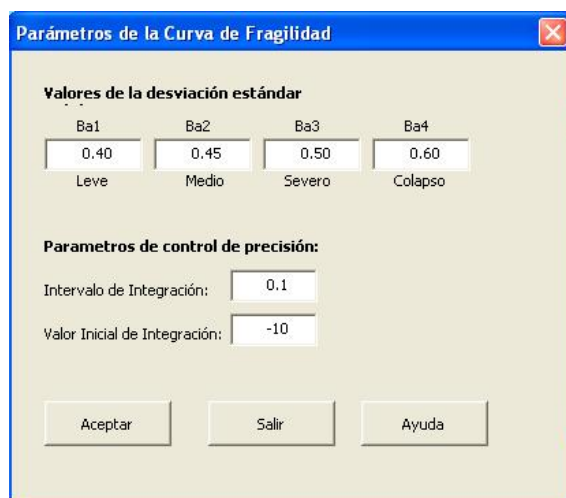 Parámetros de la Curva de Fragilidad
Valores de la desviación estándar
Ba1 Ba2 Ba3 Ba4
0.40 0.45 0.50 0.60
Leve Medio Severo Colapso
Parametros de control de precisión:
Intervalo de Integración: 0.1
Valor Inicial de Integración: -10
Aceptar Salir Ayuda